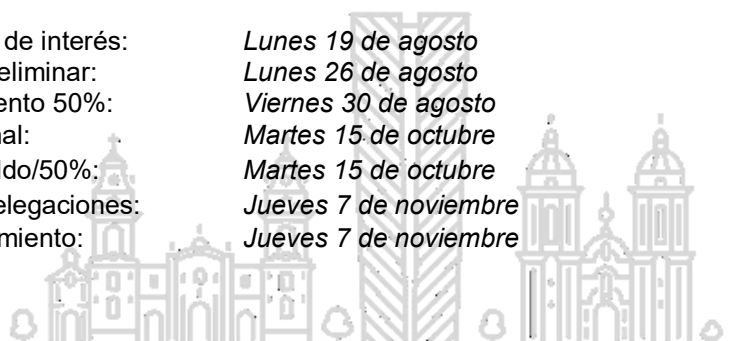 de interés: Lunes 19 de agosto
eliminar: Lunes 26 de agosto
ento 50%: Viernes 30 de agosto
nal: Martes 15 de octubre
ldo/50%: Martes 15 de octubre
elegaciones: Jueves 7 de noviembre
miento: Jueves 7 de noviembre